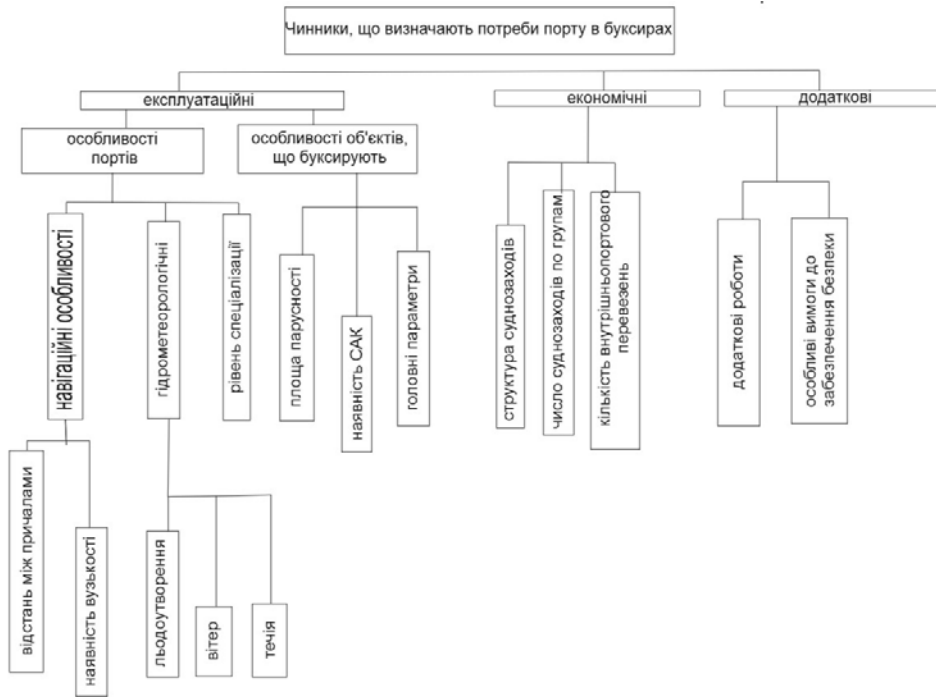 Чинники, що визначають потреби порту в буксирах
експлуатаційні
економічні
додаткові
особливості
портів
особливості об'єктів,
що буксирують
навігаційні особливості
гідрометеорологічні
рівень спеціалізації
площа парусності
наявність САК
головні параметри
структура суднозаходів
число суднозаходів по групам
кількість внутрішньопортового
перевезень
додаткові роботи
особливі вимоги до
забезпечення безпеки
відстань між причалами
наявність вузькості
льодоутворення
вітер
течія